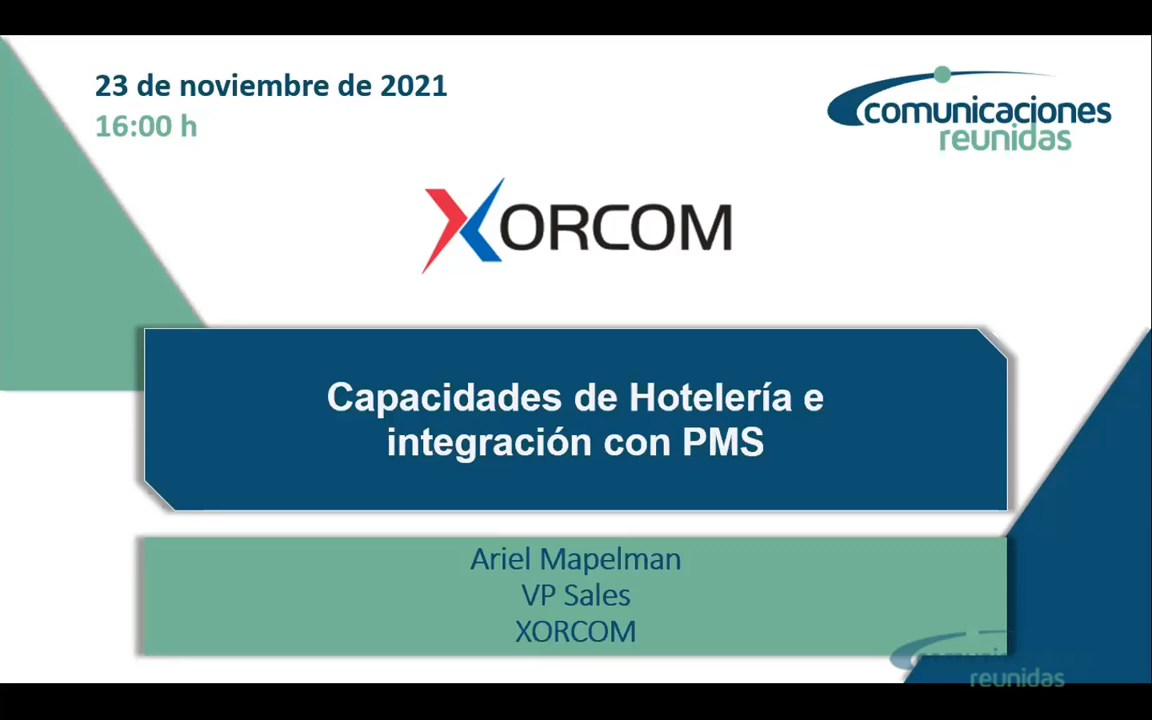 23 de noviembre de 2021
16:00 h
comunicaciones
reunidas
XORCOM
Capacidades de Hotelería e
integración con PMS
Ariel Mapelman
VP Sales
XORCOM
reunidas